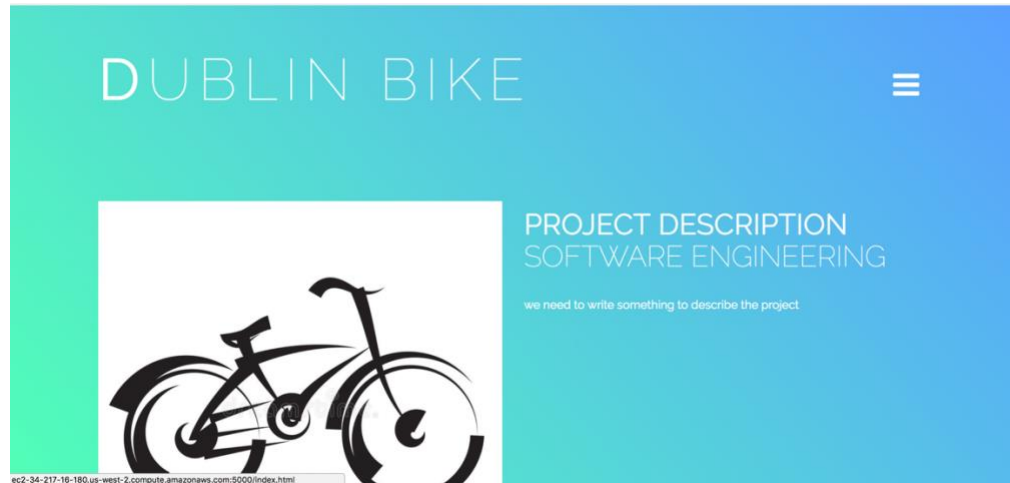 DUBLIN BIKE
PROJECT DESCRIPTION
SOFTWARE ENGINEERING
we need to write something to describe the project
ec2-34-217-16-180.us-west-2.compute.amazonaws.com:5000/index.html